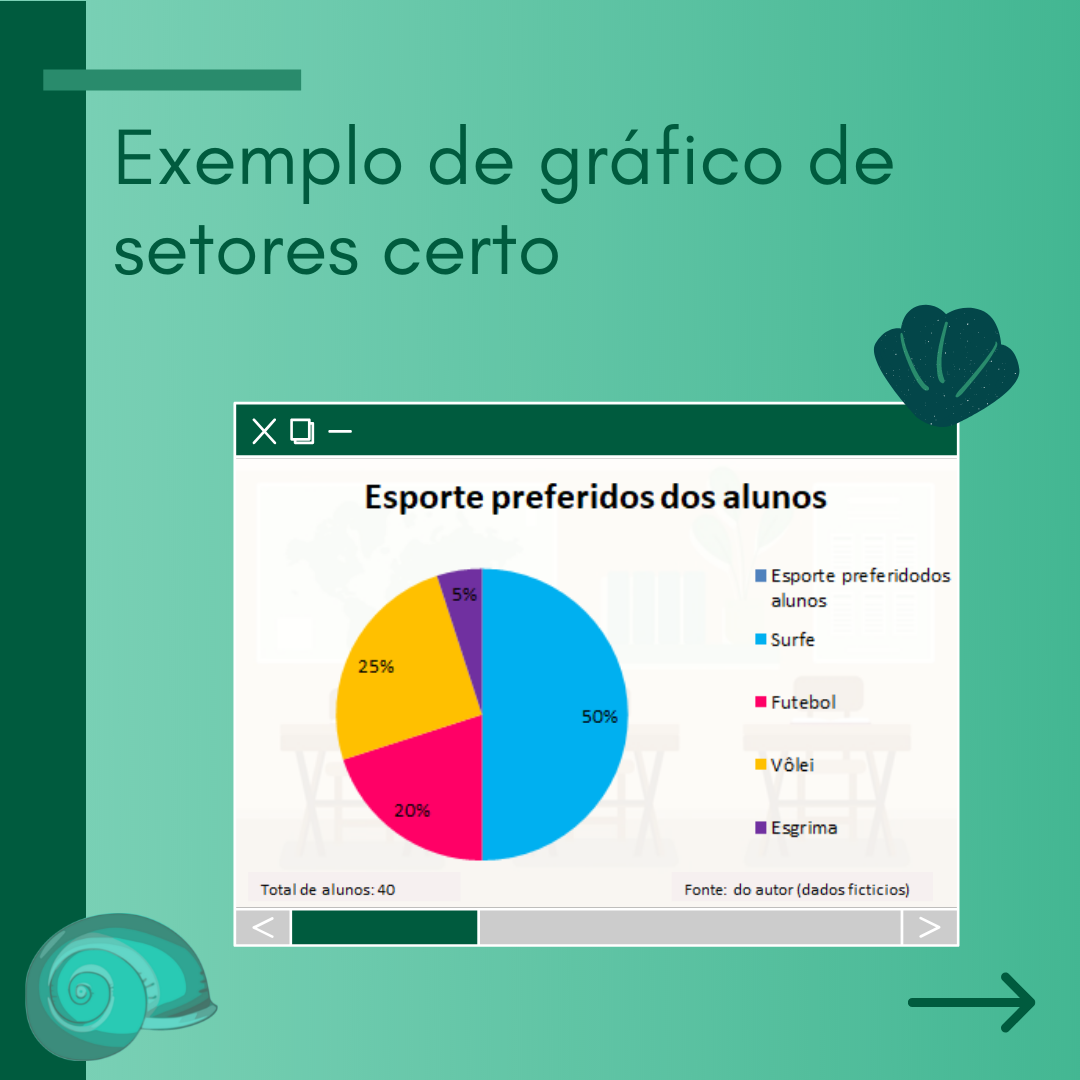 Exemplo de gráfico de
setores certo
Esporte preferidos dos alunos
Esporte preferidodos
alunos
Surfe
Futebol
Vôlei
Esgrima
5%
25%
50%
20%
Total de alunos: 40
Fonte: do autor (dados ficticios)